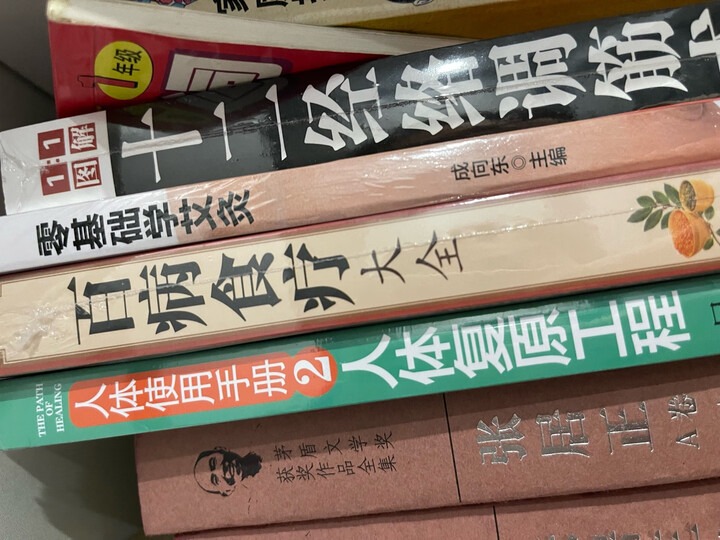 1年级
1:1
图解
十二经络调筋
零基础学艾灸
成向东◎主编
百病食疗大全
THE PATH
OF
HEALING
人体使用手册2
人体复原工程
茅盾文学奖
获奖作品全集
张居正
A卷